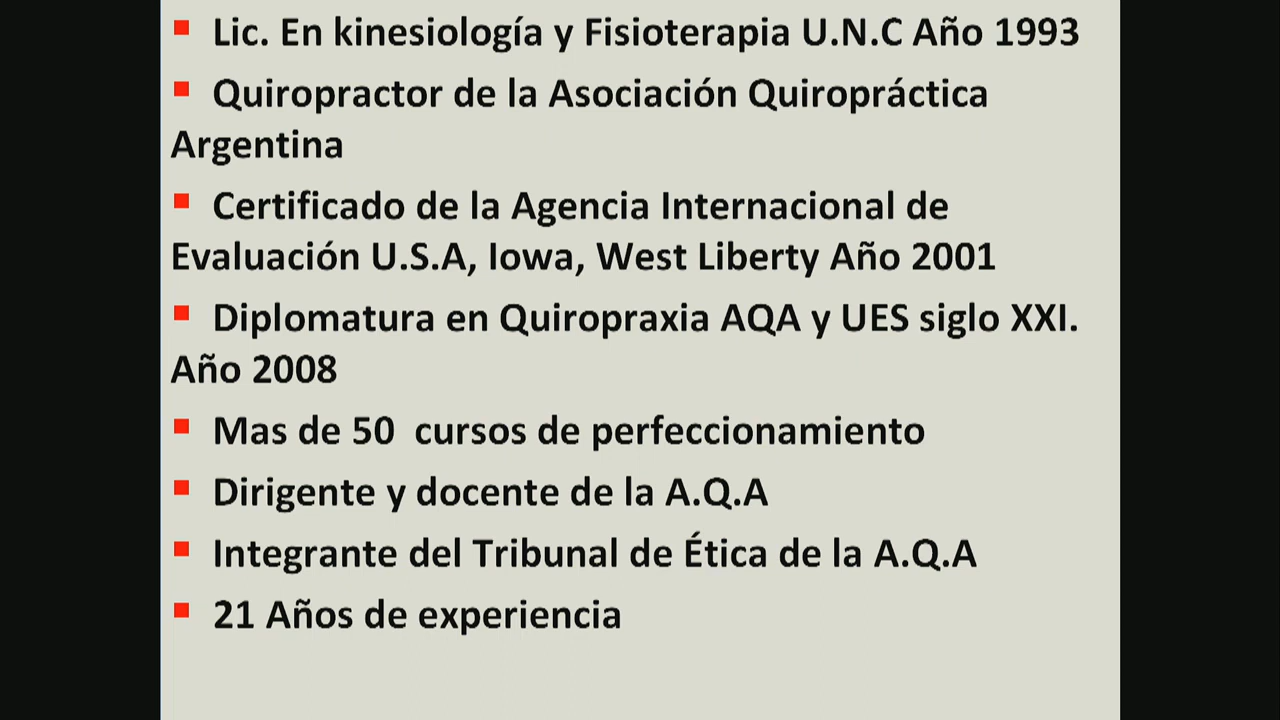 ▪ Lic. En kinesiología y Fisioterapia U.N.C Año 1993
▪ Quiropractor de la Asociación Quiropráctica
Argentina
▪ Certificado de la Agencia Internacional de
Evaluación U.S.A, Iowa, West Liberty Año 2001
▪ Diplomatura en Quiropraxia AQA y UES siglo XXI.
Año 2008
▪ Mas de 50  cursos de perfeccionamiento
▪ Dirigente y docente de la A.Q.A
▪ Integrante del Tribunal de Ética de la A.Q.A
▪ 21 Años de experiencia